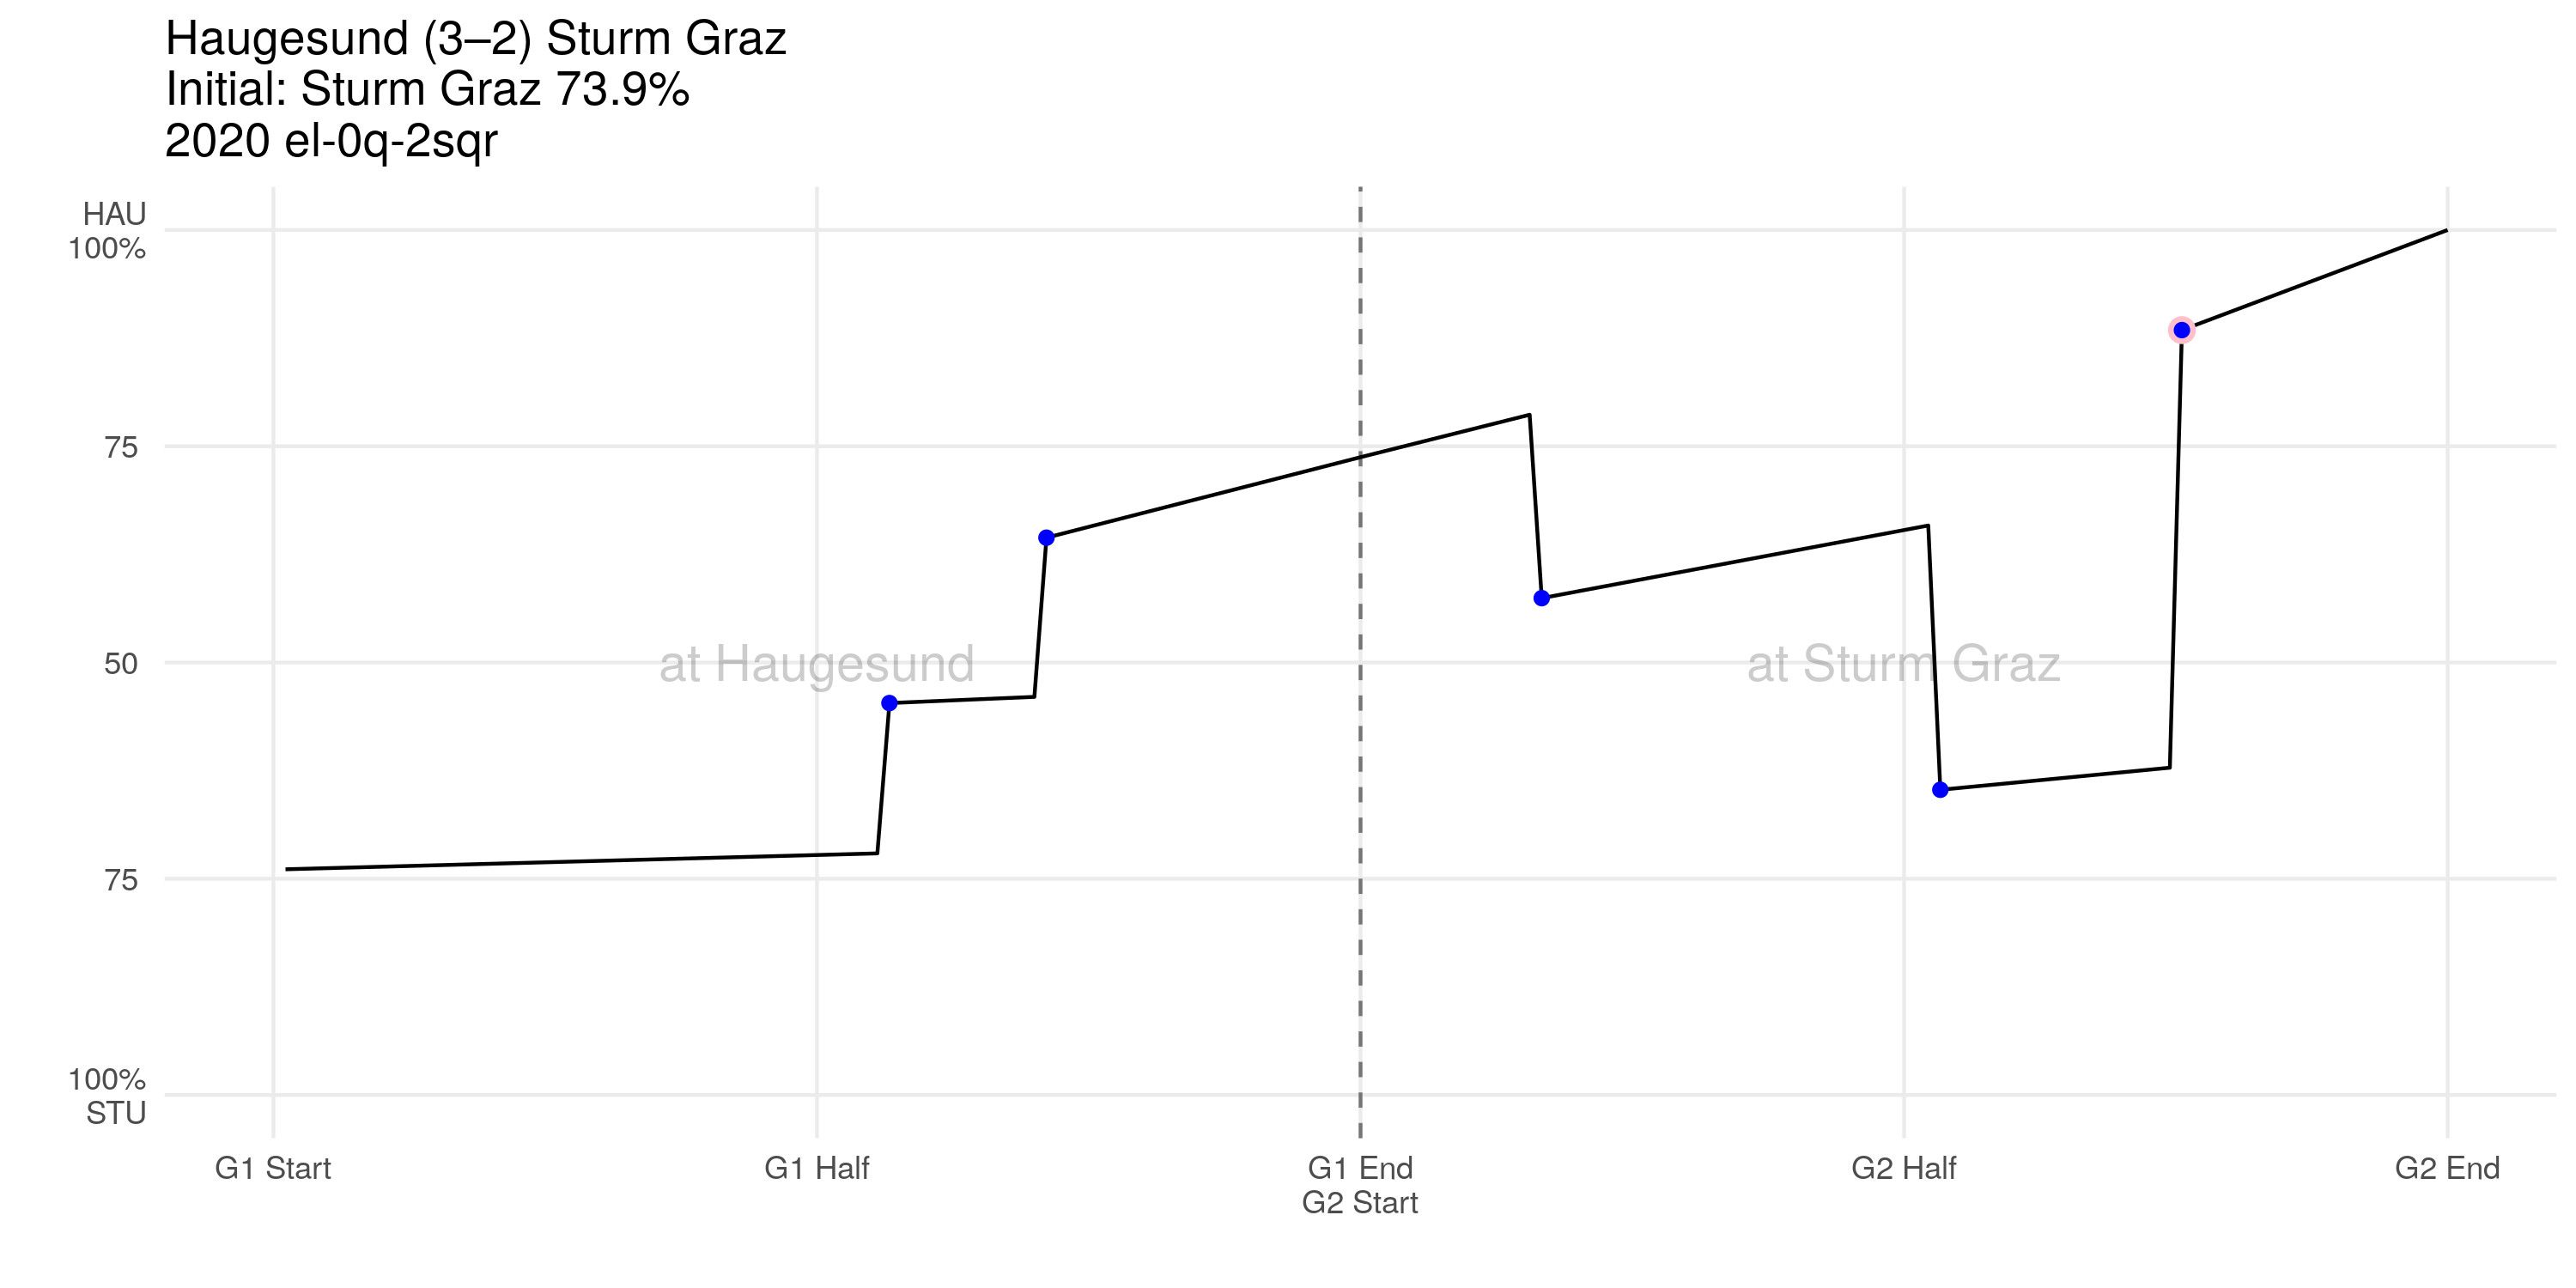 Haugesund (3–2) Sturm Graz
Initial: Sturm Graz 73.9%
2020 el-0q-2sqr
HAU
100%
75
50
75
100%
STU
at Haugesund
at Sturm Graz
G1 Start
G1 Half
G1 End
G2 Start
G2 Half
G2 End